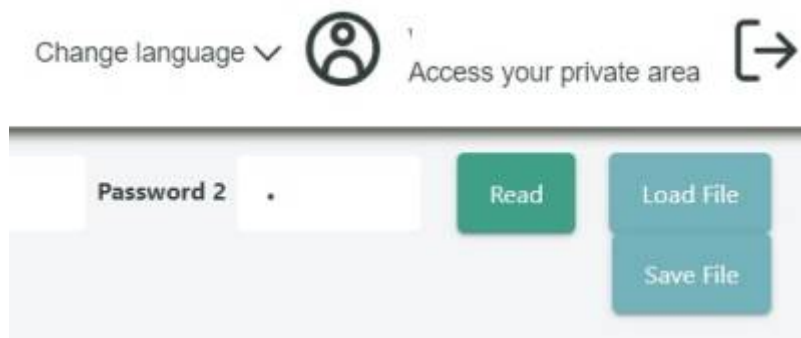 Change language
Access your private area
Password 2
Read
Load File
Save File